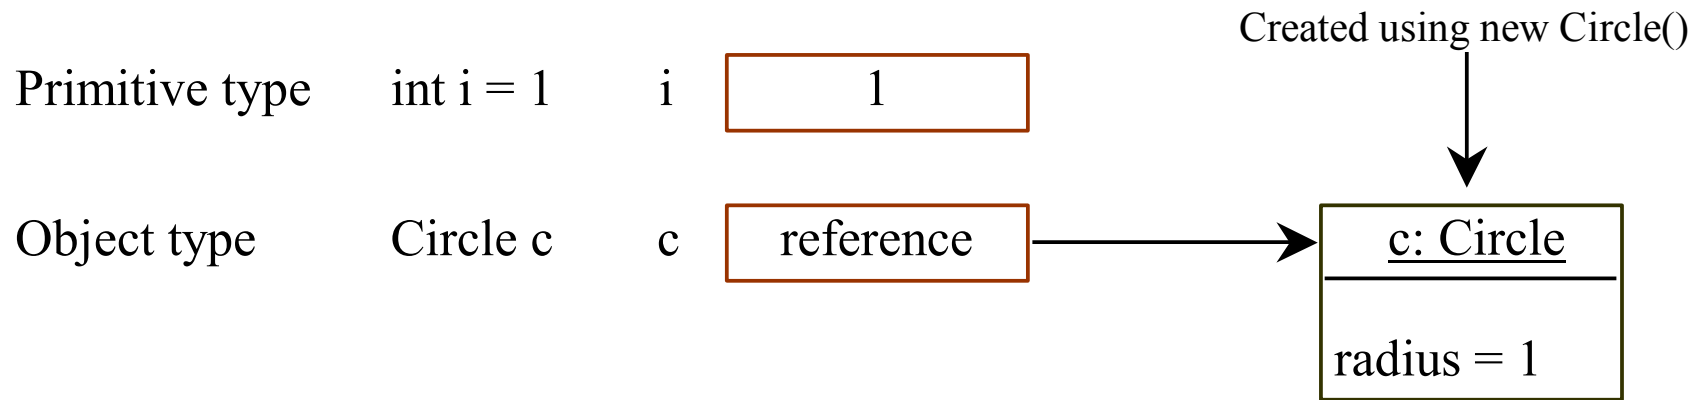 Created using new Circle()
Primitive type int i = 1 i 1
Object type Circle c c reference c: Circle
radius = 1